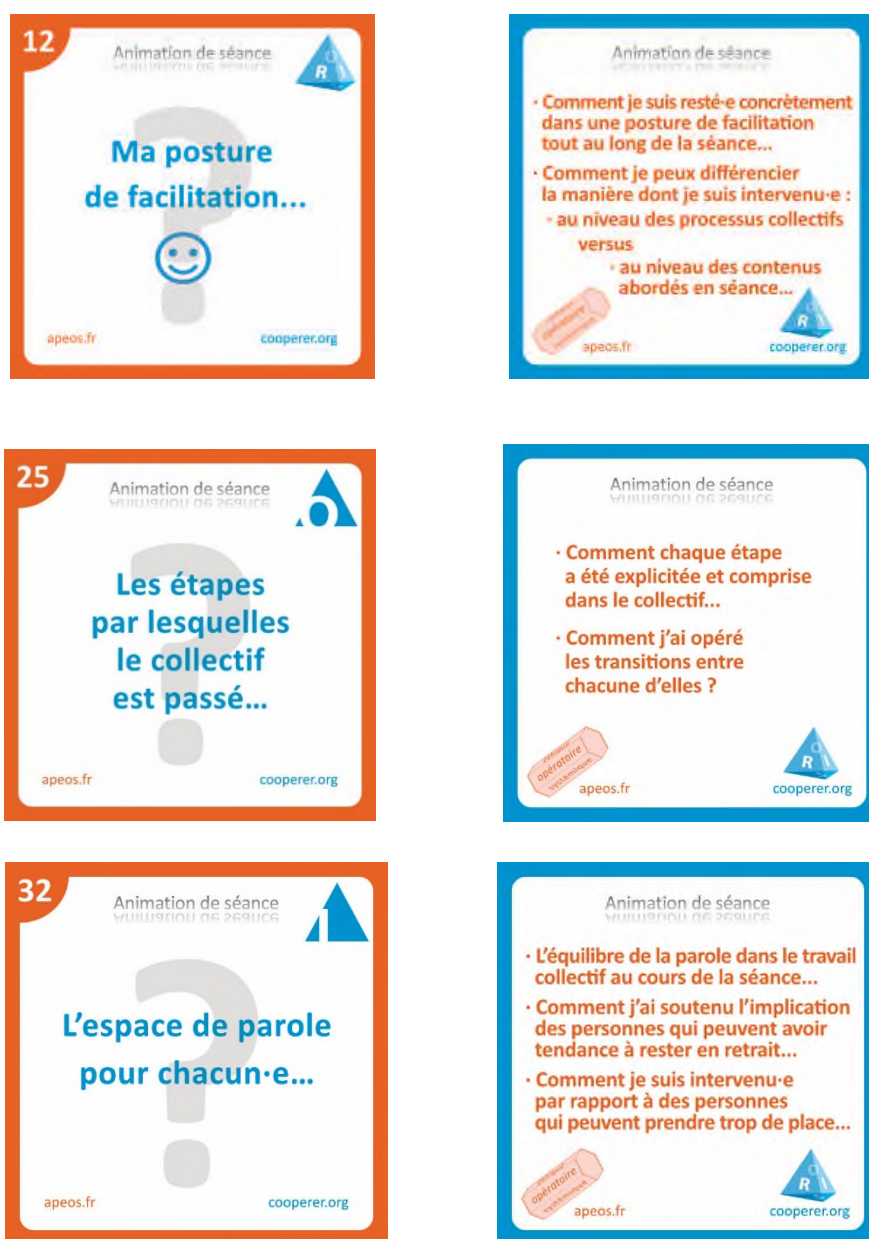 12
Animation de séance
R
Ma posture
de facilitation...
apeos.fr
cooperer.org
Animation de séance
· Comment je suis resté·e concrètement
dans une posture de facilitation
tout au long de la séance...
· Comment je peux différencier
la manière dont je suis intervenu·e :
- au niveau des processus collectifs
versus
· au niveau des contenus
abordés en séance...
opératoire
R
apeos.fr
cooperer.org
25
Animation de séance
o
Les étapes
par lesquelles
le collectif
est passé...
apeos.fr
cooperer.org
Animation de séance
· Comment chaque étape
a été explicitée et comprise
dans le collectif...
· Comment j'ai opéré
les transitions entre
chacune d'elles ?
opératoire
R
apeos.fr
cooperer.org
32
Animation de séance
I
L'espace de parole
pour chacun·e...
apeos.fr
cooperer.org
Animation de séance
· L'équilibre de la parole dans le travail
collectif au cours de la séance...
· Comment j'ai soutenu l'implication
des personnes qui peuvent avoir
tendance à rester en retrait...
· Comment je suis intervenu·e
par rapport à des personnes
qui peuvent prendre trop de place...
opératoire
R
apeos.fr
cooperer.org